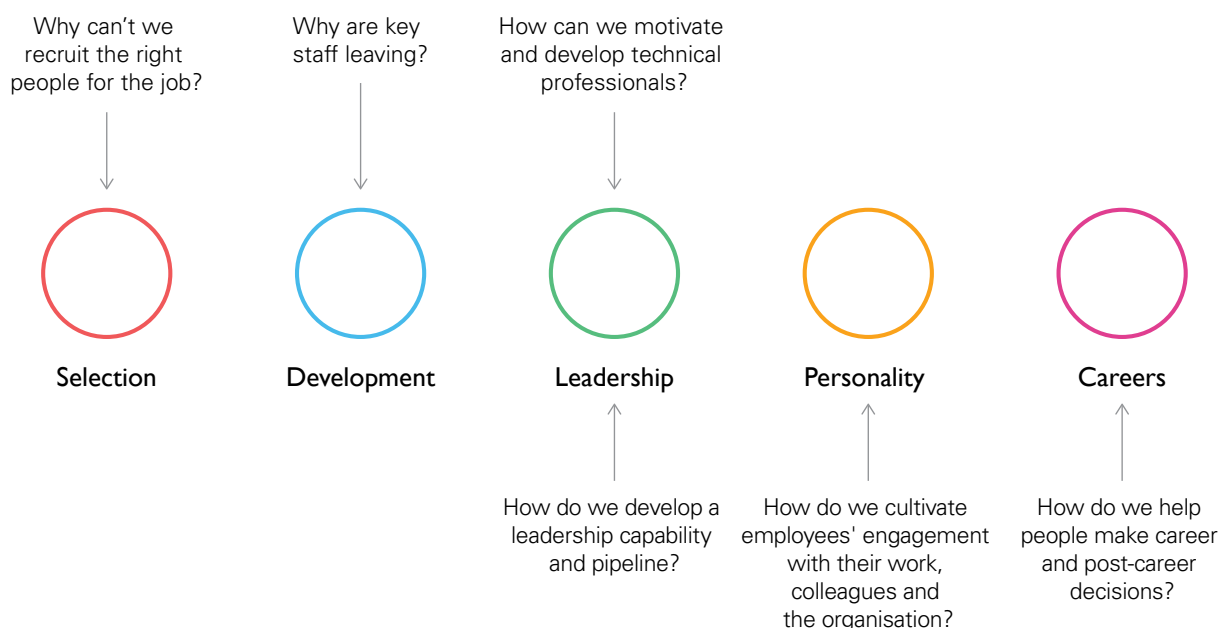 Why can't we
recruit the right
people for the job?
Why are key
staff leaving?
How can we motivate
and develop technical
professionals?
Selection
Development
Leadership
Personality
Careers
How do we develop a
leadership capability
and pipeline?
How do we cultivate
employees' engagement
with their work,
colleagues and
the organisation?
How do we help
people make career
and post-career
decisions?